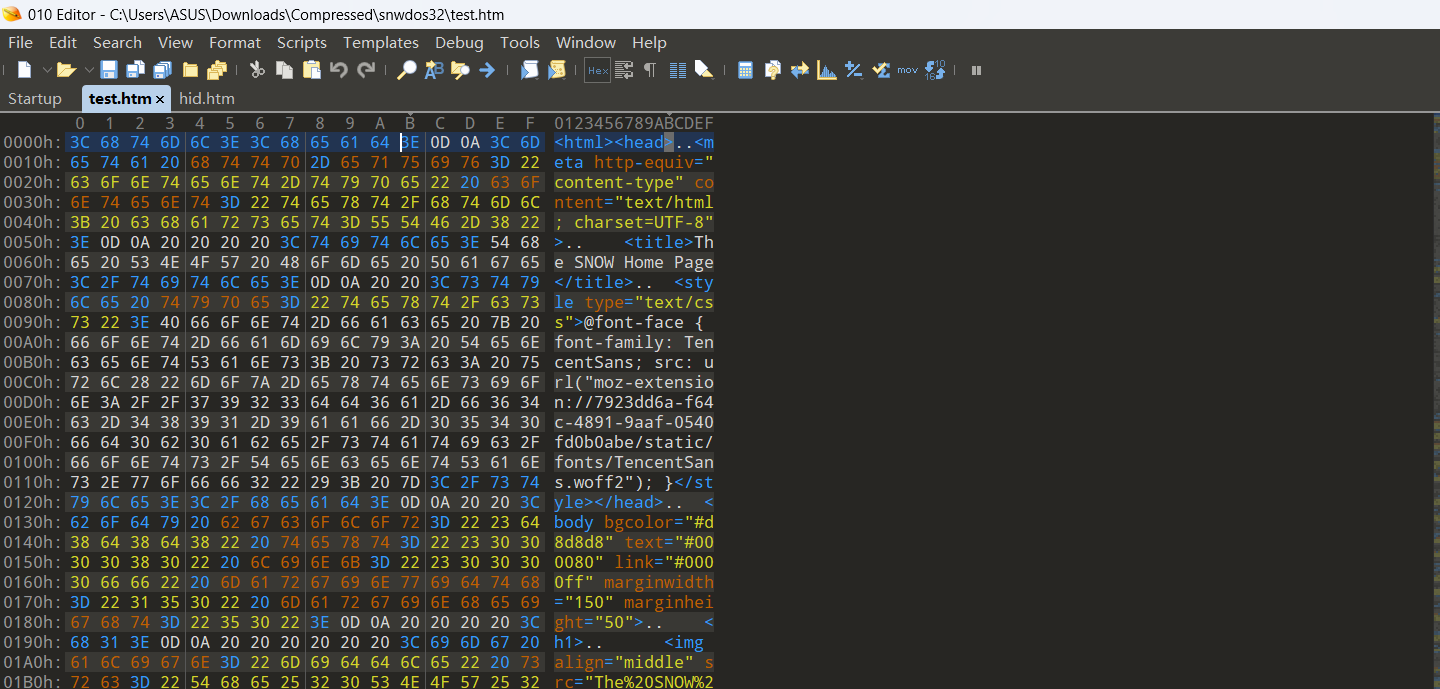 010 Editor - C:\Users\ASUS\Downloads\Compressed\snwdos32\test.htm
File Edit Search View Format Scripts Templates Debug Tools Window Help
Hex mov 10 16
Startup test.htm × hid.htm
0 1 2 3 4 5 6 7 8 9 A B C D E F 0123456789ABCDEF
0000h: 3C 68 74 6D 6C 3E 3C 68 65 61 64 3E 0D 0A 3C 6D <html><head>..<m
0010h: 65 74 61 20 68 74 74 70 2D 65 71 75 69 76 3D 22 eta http-equiv="
0020h: 63 6F 6E 74 65 6E 74 2D 74 79 70 65 22 20 63 6F content-type" co
0030h: 6E 74 65 6E 74 3D 22 74 65 78 74 2F 68 74 6D 6C ntent="text/html
0040h: 3B 20 63 68 61 72 73 65 74 3D 55 54 46 2D 38 22 ; charset=UTF-8"
0050h: 3E 0D 0A 20 20 20 20 3C 74 69 74 6C 65 3E 54 68 >..    <title>Th
0060h: 65 20 53 4E 4F 57 20 48 6F 6D 65 20 50 61 67 65 e SNOW Home Page
0070h: 3C 2F 74 69 74 6C 65 3E 0D 0A 20 20 3C 73 74 79 </title>..  <sty
0080h: 6C 65 20 74 79 70 65 3D 22 74 65 78 74 2F 63 73 le type="text/cs
0090h: 73 22 3E 40 66 6F 6E 74 2D 66 61 63 65 20 7B 20 s">@font-face {
00A0h: 66 6F 6E 74 2D 66 61 6D 69 6C 79 3A 20 54 65 6E font-family: Ten
00B0h: 63 65 6E 74 53 61 6E 73 3B 20 73 72 63 3A 20 75 centSans; src: u
00C0h: 72 6C 28 22 6D 6F 7A 2D 65 78 74 65 6E 73 69 6F rl("moz-extensio
00D0h: 6E 3A 2F 2F 37 39 32 33 64 64 36 61 2D 66 36 34 n://7923dd6a-f64
00E0h: 63 2D 34 38 39 31 2D 39 61 61 66 2D 30 35 34 30 c-4891-9aaf-0540
00F0h: 66 64 30 62 30 61 62 65 2F 73 74 61 74 69 63 2F fd0b0abe/static/
0100h: 66 6F 6E 74 73 2F 54 65 6E 63 65 6E 74 53 61 6E fonts/TencentSan
0110h: 73 2E 77 6F 66 66 32 22 29 3B 20 7D 3C 2F 73 74 s.woff2"); }</st
0120h: 79 6C 65 3E 3C 2F 68 65 61 64 3E 0D 0A 20 20 3C yle></head>..  <
0130h: 62 6F 64 79 20 62 67 63 6F 6C 6F 72 3D 22 23 64 body bgcolor="#d
0140h: 38 64 38 64 38 22 20 74 65 78 74 3D 22 23 30 30 8d8d8" text="#00
0150h: 30 30 38 30 22 20 6C 69 6E 6B 3D 22 23 30 30 30 0080" link="#000
0160h: 30 66 66 22 20 6D 61 72 67 69 6E 77 69 64 74 68 0ff" marginwidth
0170h: 3D 22 31 35 30 22 20 6D 61 72 67 69 6E 68 65 69 ="150" marginhei
0180h: 67 68 74 3D 22 35 30 22 3E 0D 0A 20 20 20 20 3C ght="50">..    <
0190h: 68 31 3E 0D 0A 20 20 20 20 20 20 3C 69 6D 67 20 h1>..      <img
01A0h: 61 6C 69 67 6E 3D 22 6D 69 64 64 6C 65 22 20 73 align="middle" s
01B0h: 72 63 3D 22 54 68 65 25 32 30 53 4E 4F 57 25 32 rc="The%20SNOW%2